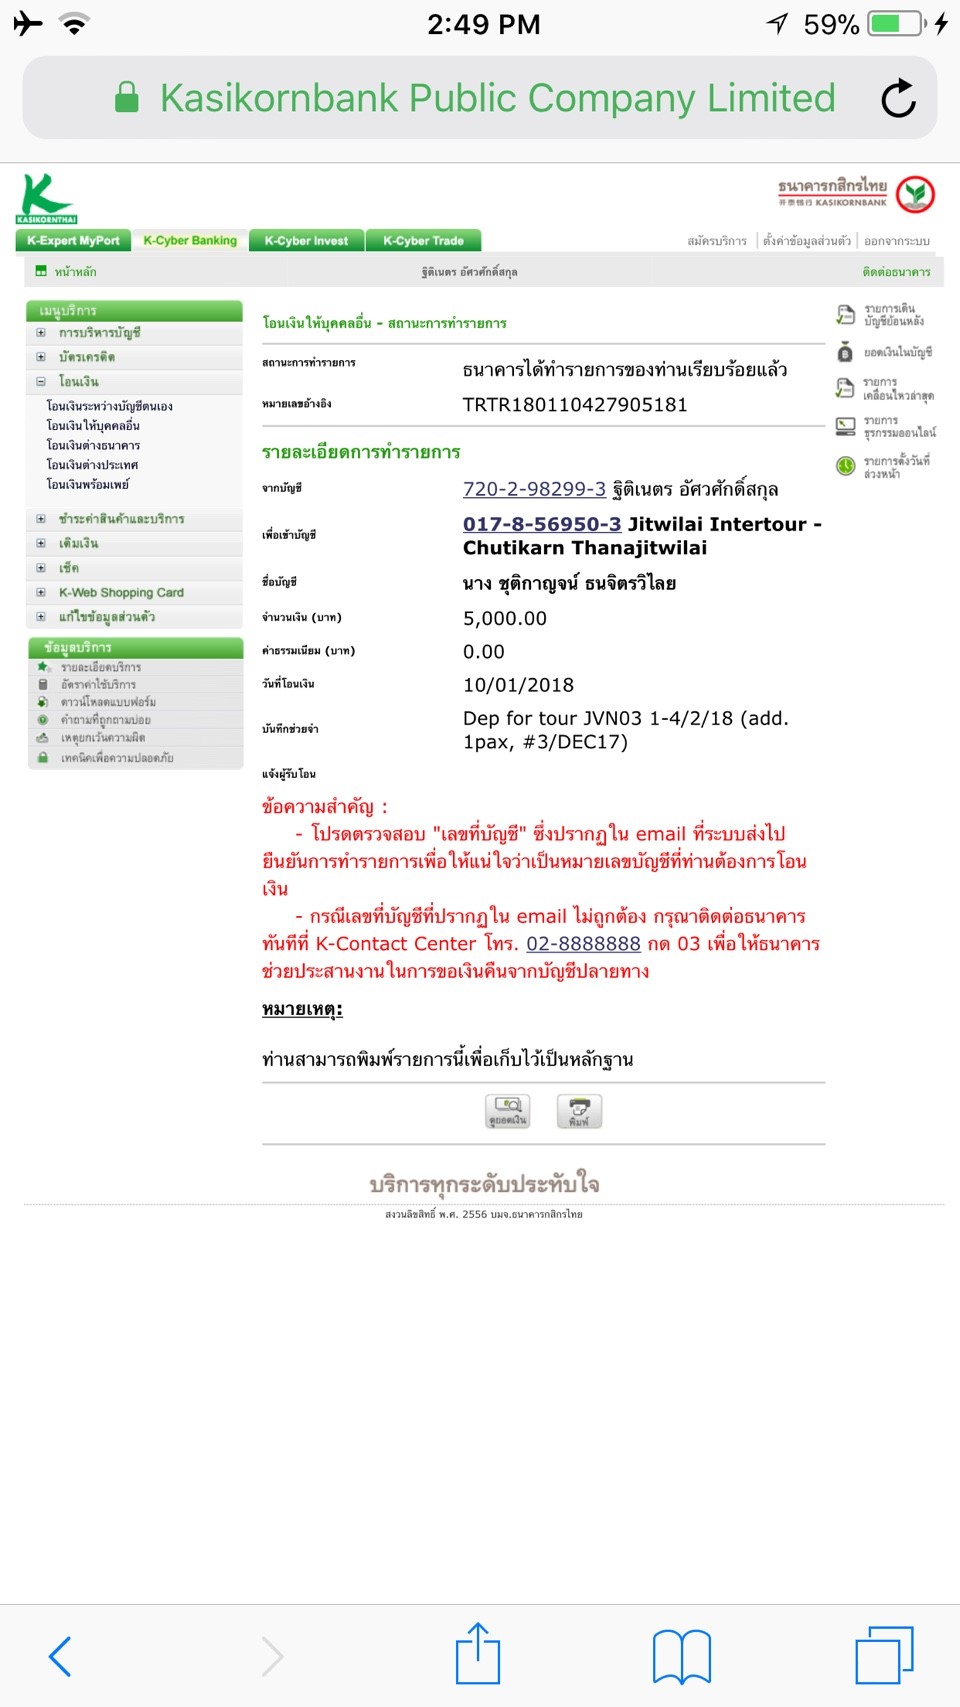 2:49 PM
59%
Kasikornbank Public Company Limited
KASIKORNTHAI
ธนาคารกสิกรไทย
开泰银行 KASIKORNBANK
K-Expert MyPort K-Cyber Banking K-Cyber Invest K-Cyber Trade
สมัครบริการ ตั้งค่าข้อมูลส่วนตัว ออกจากระบบ
หน้าหลัก
ฐิติเนตร อัศวศักดิ์สกุล
ติดต่อธนาคาร
เมนูบริการ
การบริหารบัญชี
บัตรเครดิต
โอนเงิน
โอนเงินระหว่างบัญชีตนเอง
โอนเงินให้บุคคลอื่น
โอนเงินต่างธนาคาร
โอนเงินต่างประเทศ
โอนเงินพร้อมเพย์
ชำระค่าสินค้าและบริการ
เติมเงิน
เช็ค
K-Web Shopping Card
แก้ไขข้อมูลส่วนตัว
ข้อมูลบริการ
รายละเอียดบริการ
อัตราค่าใช้บริการ
ดาวน์โหลดแบบฟอร์ม
คำถามที่ถูกถามบ่อย
เหตุยกเว้นความผิด
เทคนิคเพื่อความปลอดภัย
โอนเงินให้บุคคลอื่น - สถานะการทำรายการ
สถานะการทำรายการ ธนาคารได้ทำรายการของท่านเรียบร้อยแล้ว
หมายเลขอ้างอิง TRTR180110427905181
รายละเอียดการทำรายการ
จากบัญชี 720-2-98299-3 ฐิติเนตร อัศวศักดิ์สกุล
เพื่อเข้าบัญชี 017-8-56950-3 Jitwilai Intertour -
Chutikarn Thanajitwilai
ชื่อบัญชี นาง ชุติกาญจน์ ธนจิตรวิไลย
จำนวนเงิน (บาท) 5,000.00
ค่าธรรมเนียม (บาท) 0.00
วันที่โอนเงิน 10/01/2018
บันทึกช่วยจำ Dep for tour JVN03 1-4/2/18 (add.
1pax, #3/DEC17)
แจ้งผู้รับโอน
ข้อความสำคัญ :
- โปรดตรวจสอบ "เลขที่บัญชี" ซึ่งปรากฏใน email ที่ระบบส่งไป
ยืนยันการทำรายการเพื่อให้แน่ใจว่าเป็นหมายเลขบัญชีที่ท่านต้องการโอน
เงิน
- กรณีเลขที่บัญชีที่ปรากฏใน email ไม่ถูกต้อง กรุณาติดต่อธนาคาร
ทันทีที่ K-Contact Center โทร. 02-8888888 กด 03 เพื่อให้ธนาคาร
ช่วยประสานงานในการขอเงินคืนจากบัญชีปลายทาง
หมายเหตุ:
ท่านสามารถพิมพ์รายการนี้เพื่อเก็บไว้เป็นหลักฐาน
ดูยอดเงิน พิมพ์
รายการเดิน
บัญชีย้อนหลัง
ยอดเงินในบัญชี
รายการ
เคลื่อนไหวล่าสุด
รายการ
ธุรกรรมออนไลน์
รายการตั้งวันที่
ล่วงหน้า
บริการทุกระดับประทับใจ
สงวนลิขสิทธิ์ พ.ศ. 2556 บมจ.ธนาคารกสิกรไทย